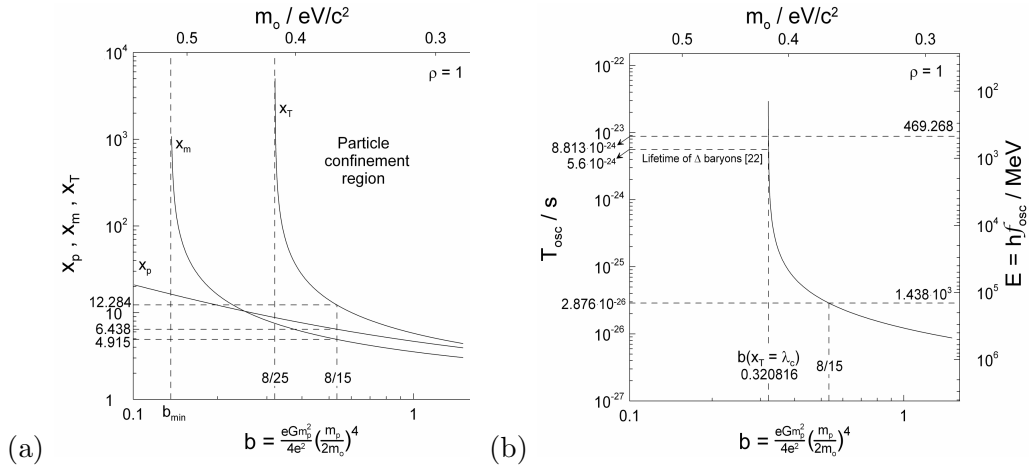 m₀ / eV/c²
0.5 0.4 0.3
10⁴
ρ = 1
x_T
10³
x_m
Particle
confinement
region
x_p , x_m , x_T
10²
x_p
12.284
10
6.438
4.915
8/25 8/15
1
0.1 b_min 1
(a) b = eGm_p²/4e² (m_p/2m₀)⁴
m₀ / eV/c²
0.5 0.4 0.3
10⁻²²
ρ = 1
10²
10⁻²³
469.268
8.813 10⁻²⁴
5.6 10⁻²⁴
Lifetime of Δ baryons [22]
10³
10⁻²⁴
T_osc / s
10⁴
E = hf_osc / MeV
10⁻²⁵
1.438 10³
10⁵
2.876 10⁻²⁶
10⁻²⁶
b(x_T = λ_c) 8/15
0.320816
10⁶
10⁻²⁷
0.1 1
(b) b = eGm_p²/4e² (m_p/2m₀)⁴